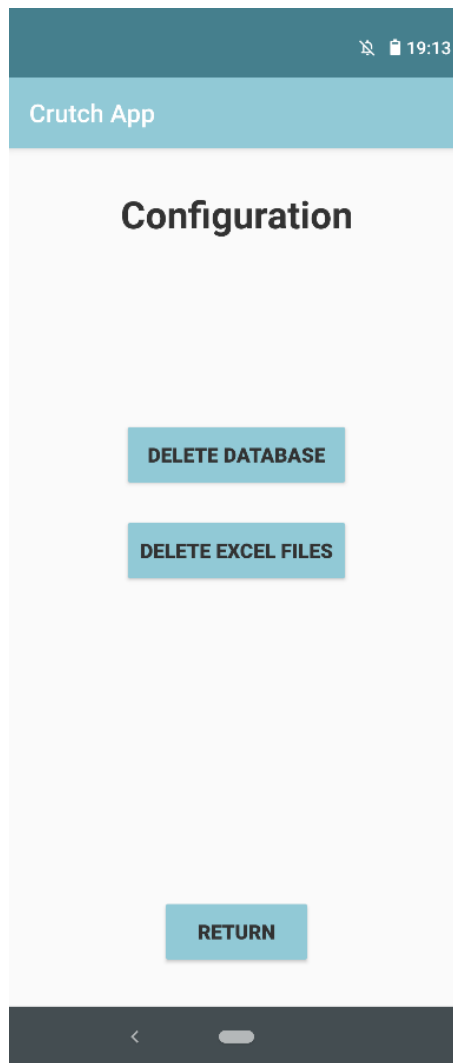 19:13
Crutch App
Configuration
DELETE DATABASE
DELETE EXCEL FILES
RETURN